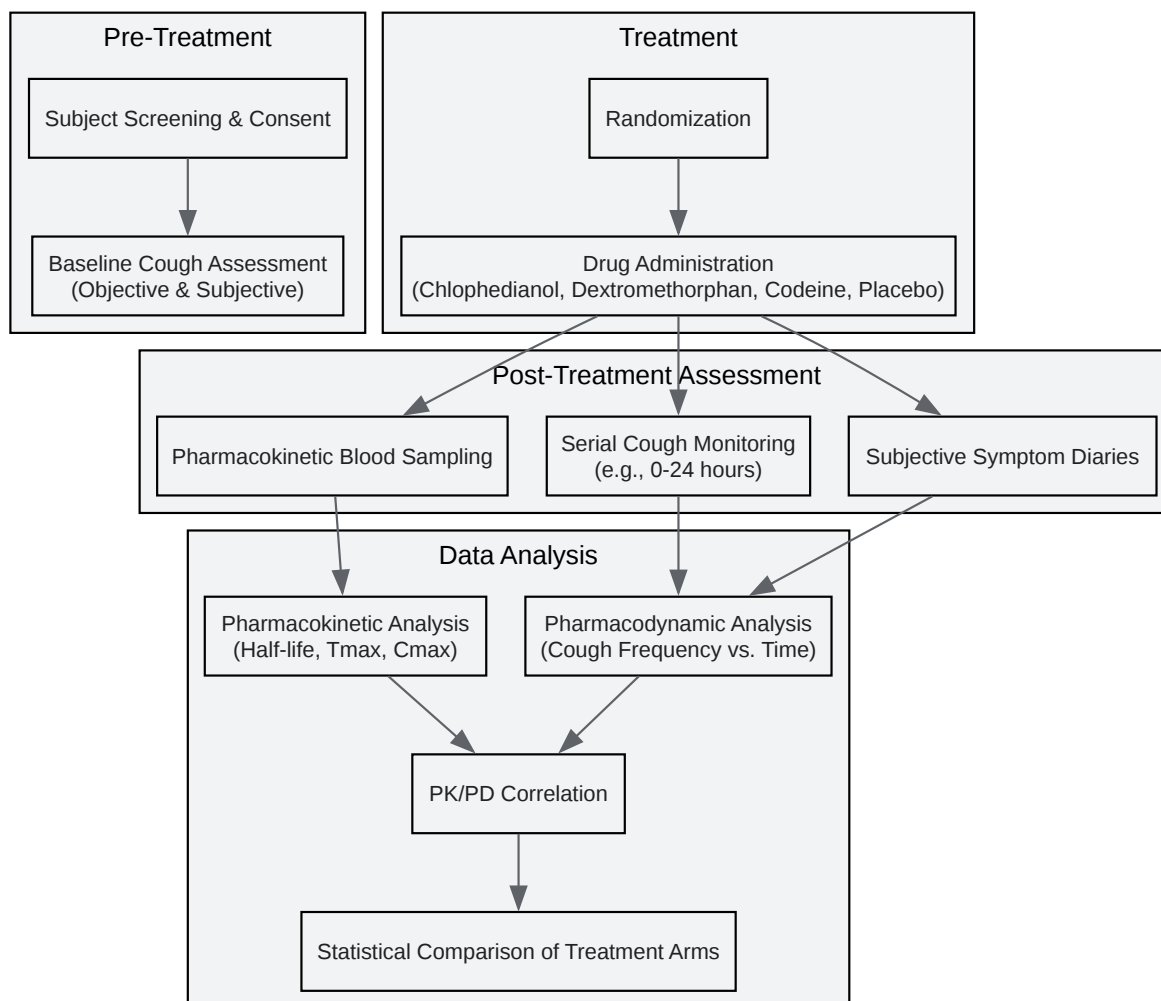 Pre-Treatment
Subject Screening & Consent
Baseline Cough Assessment
(Objective & Subjective)
Treatment
Randomization
Drug Administration
(Chlophedianol, Dextromethorphan, Codeine, Placebo)
Post-Treatment Assessment
Pharmacokinetic Blood Sampling
Serial Cough Monitoring
(e.g., 0-24 hours)
Subjective Symptom Diaries
Data Analysis
Pharmacokinetic Analysis
(Half-life, Tmax, Cmax)
Pharmacodynamic Analysis
(Cough Frequency vs. Time)
PK/PD Correlation
Statistical Comparison of Treatment Arms